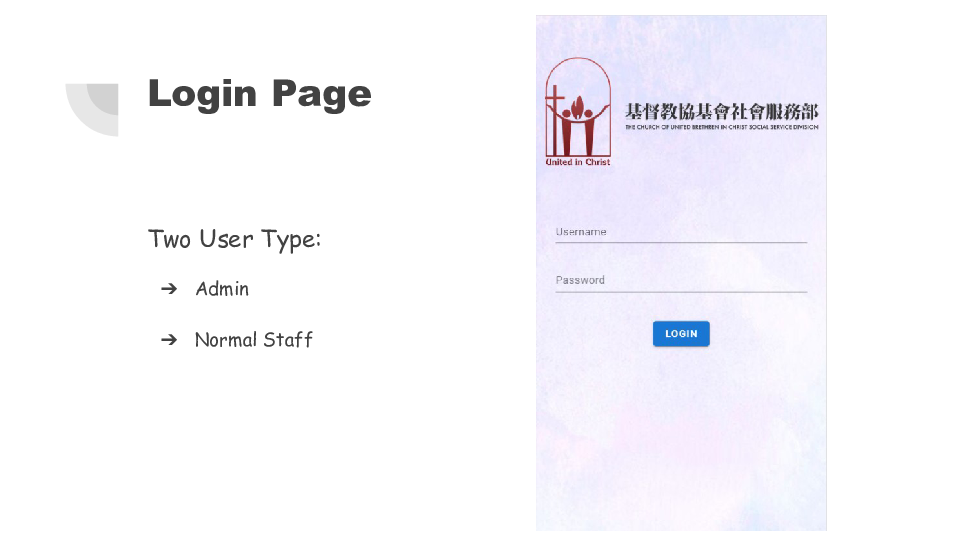 Login Page
Two User Type:
➔ Admin
➔ Normal Staff
基督教協基會社會服務部
THE CHURCH OF UNITED BRETHREN IN CHRIST SOCIAL SERVICE DIVISION
United in Christ
Username
Password
LOGIN